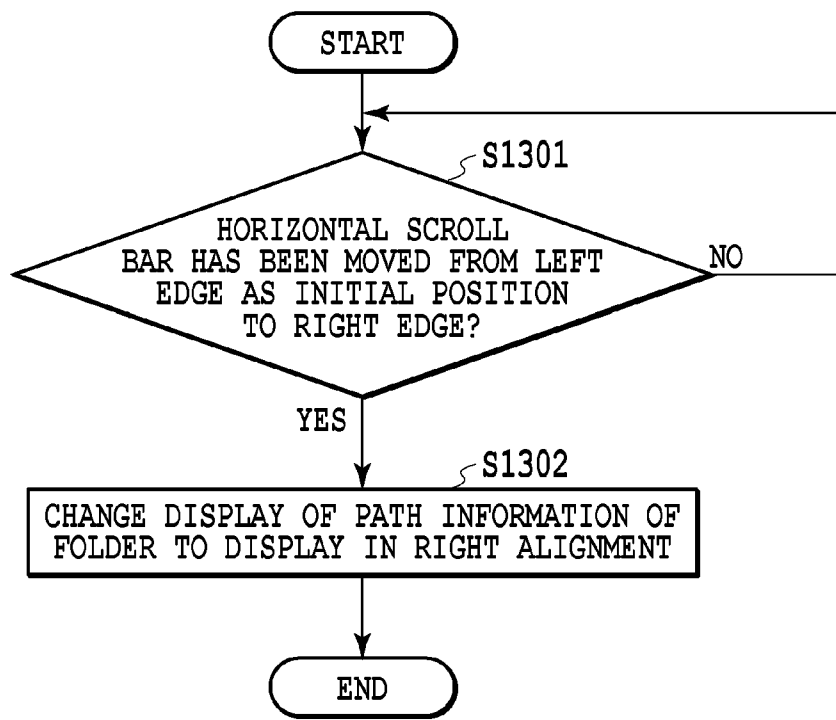 START
S1301
HORIZONTAL SCROLL
BAR HAS BEEN MOVED FROM LEFT
EDGE AS INITIAL POSITION
TO RIGHT EDGE?
NO
YES
S1302
CHANGE DISPLAY OF PATH INFORMATION OF
FOLDER TO DISPLAY IN RIGHT ALIGNMENT
END